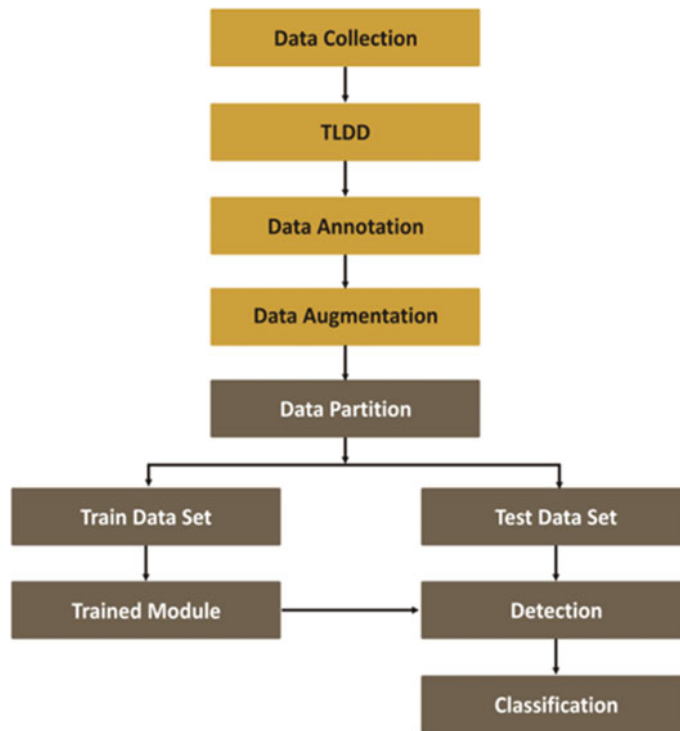 Data Collection
TLDD
Data Annotation
Data Augmentation
Data Partition
Train Data Set
Test Data Set
Trained Module
Detection
Classification